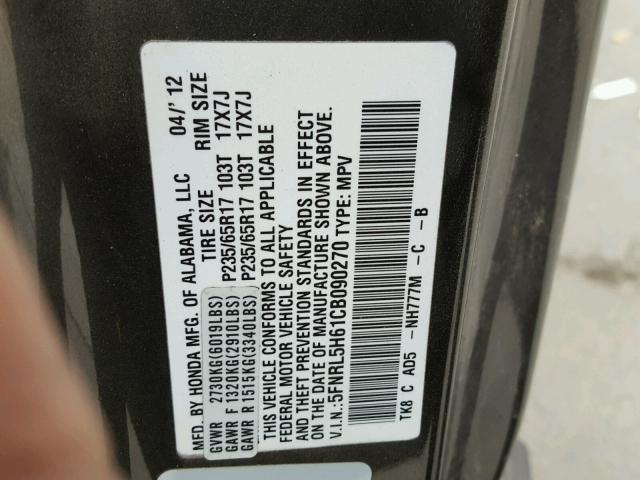 MFD. BY HONDA MFG. OF ALABAMA, LLC 04/'12
TIRE SIZE RIM SIZE
GVWR 2730KG(6019LBS)
GAWR F 1320KG(2910LBS) P235/65R17 103T 17X7J
GAWR R 1515KG(3340LBS) P235/65R17 103T 17X7J
THIS VEHICLE CONFORMS TO ALL APPLICABLE
FEDERAL MOTOR VEHICLE SAFETY
AND THEFT PREVENTION STANDARDS IN EFFECT
ON THE DATE OF MANUFACTURE SHOWN ABOVE.
V.I.N.:5FNRL5H61CB090270 TYPE: MPV
TK8 C AD5 -NH777M -C -B